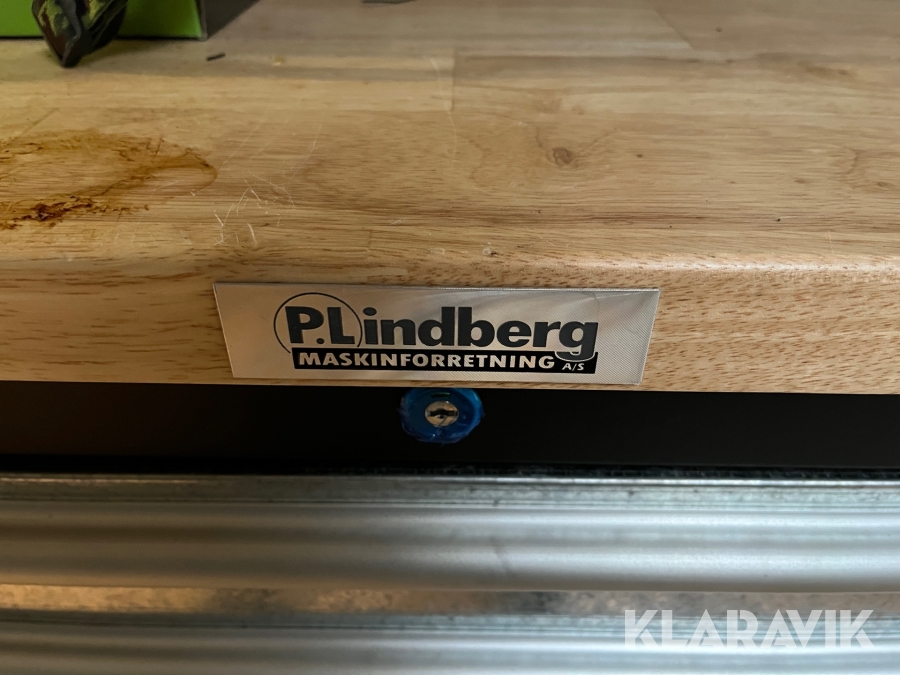 P.Lindberg
MASKINFORRETNING A/S
KLARAVIK